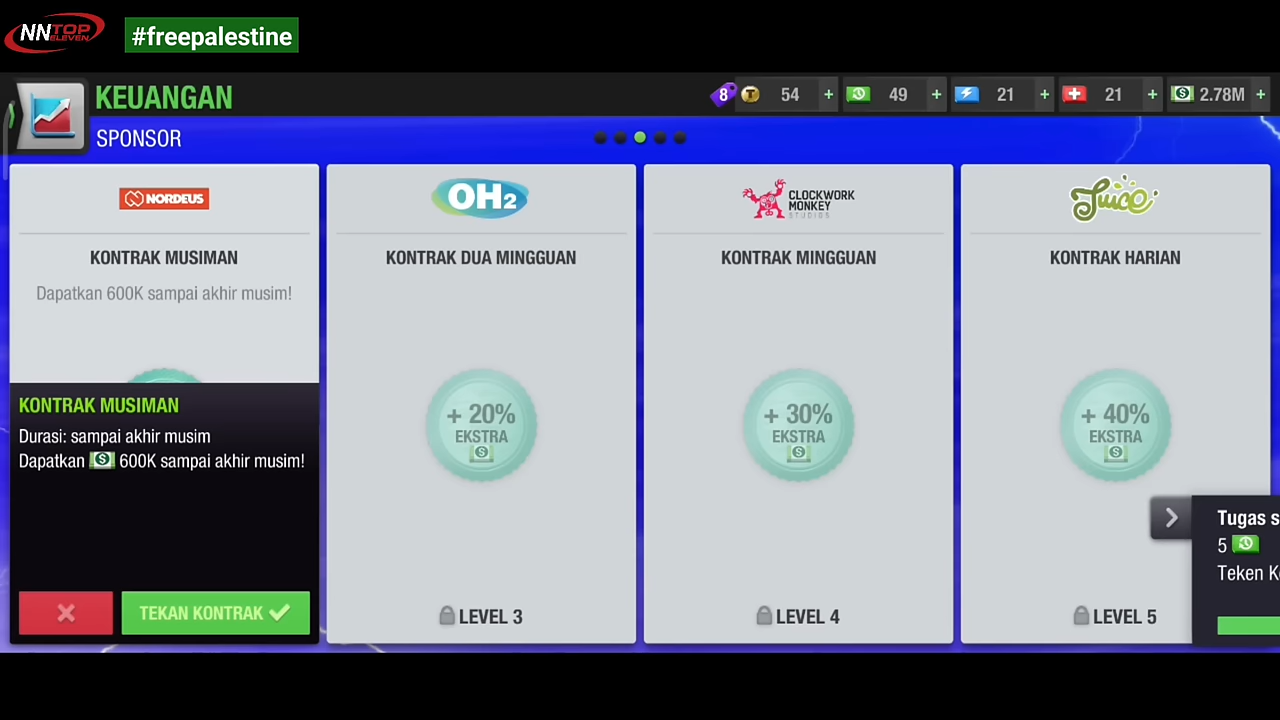 NN TOP ELEVEN
#freepalestine
KEUANGAN
8 54 + 49 + 21 + 21 + 2.78M +
SPONSOR
NORDEUS
KONTRAK MUSIMAN
Dapatkan 600K sampai akhir musim!
KONTRAK MUSIMAN
Durasi: sampai akhir musim
Dapatkan 600K sampai akhir musim!
TEKAN KONTRAK
OH2
KONTRAK DUA MINGGUAN
+ 20%
EKSTRA
LEVEL 3
CLOCKWORK
MONKEY
STUDIOS
KONTRAK MINGGUAN
+ 30%
EKSTRA
LEVEL 4
Juice
KONTRAK HARIAN
+ 40%
EKSTRA
LEVEL 5
Tugas s
5
Teken K